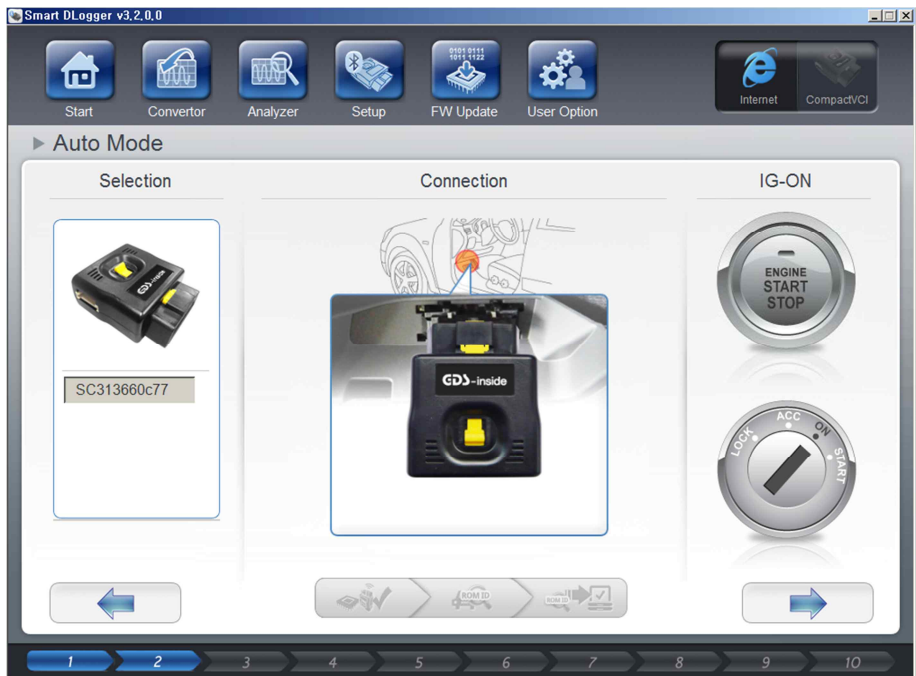 Smart DLogger v3,2,0,0
0101 0111
1011 1122
Start
Convertor
Analyzer
Setup
FW Update
User Option
Internet
CompactVCI
Auto Mode
Selection
Connection
IG-ON
GDS-inside
SC313660c77
GDS-inside
ENGINE
START
STOP
LOCK
ACC
ON
START
ROM ID
ROM ID
1 2 3 4 5 6 7 8 9 10